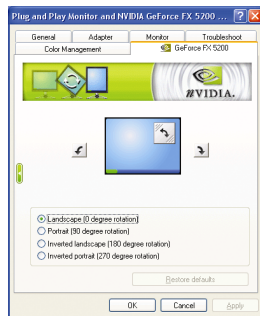 Plug and Play Monitor and NVIDIA GeForce FX 5200 ...
General Adapter Monitor Troubleshoot
Color Management GeForce FX 5200
nVIDIA.
Landscape (0 degree rotation)
Portrait (90 degree rotation)
Inverted landscape (180 degree rotation)
Inverted portrait (270 degree rotation)
Restore defaults
OK Cancel Apply